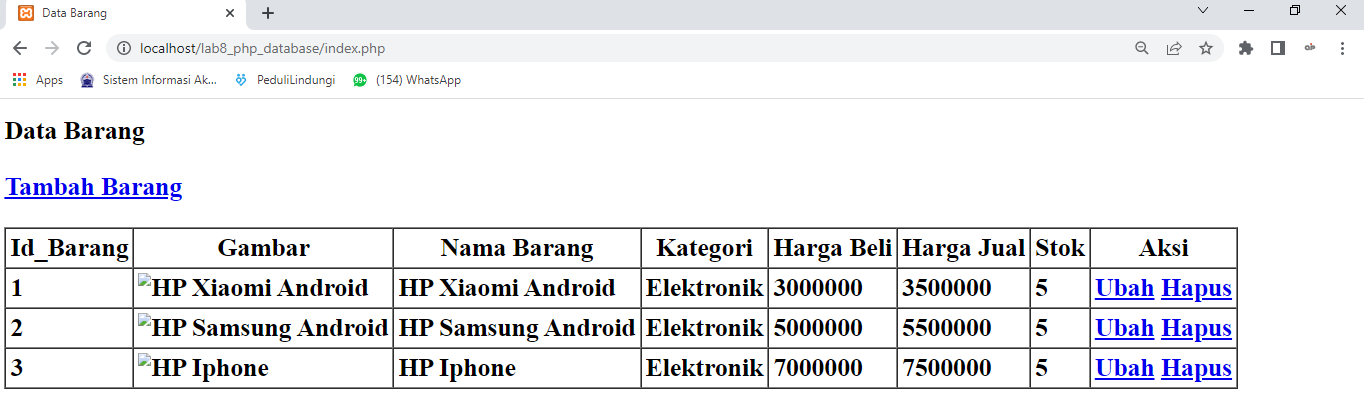 Data Barang
localhost/lab8_php_database/index.php
Apps Sistem Informasi Ak... PeduliLindungi 99+ (154) WhatsApp
Data Barang
Tambah Barang
Id_Barang Gambar Nama Barang Kategori Harga Beli Harga Jual Stok Aksi
1 HP Xiaomi Android HP Xiaomi Android Elektronik 3000000 3500000 5 Ubah Hapus
2 HP Samsung Android HP Samsung Android Elektronik 5000000 5500000 5 Ubah Hapus
3 HP Iphone HP Iphone Elektronik 7000000 7500000 5 Ubah Hapus